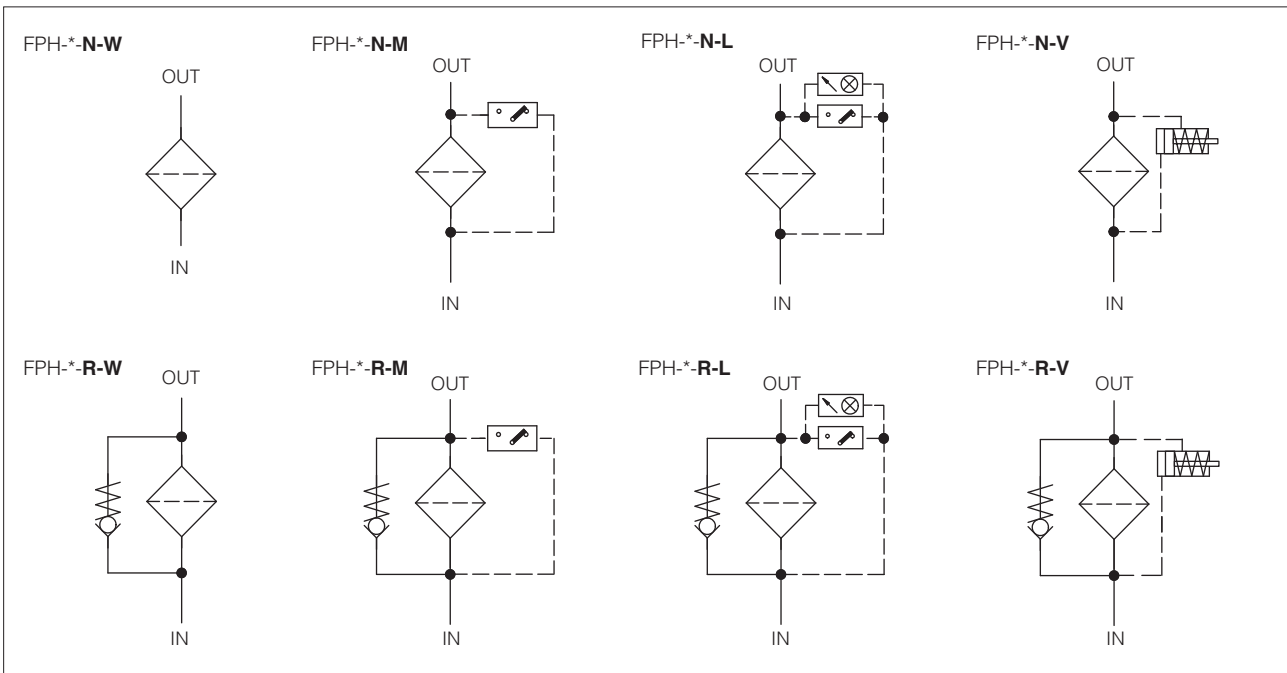 FPH-*-N-W
OUT
IN
FPH-*-N-M
OUT
IN
FPH-*-N-L
OUT
IN
FPH-*-N-V
OUT
IN
FPH-*-R-W
OUT
IN
FPH-*-R-M
OUT
IN
FPH-*-R-L
OUT
IN
FPH-*-R-V
OUT
IN